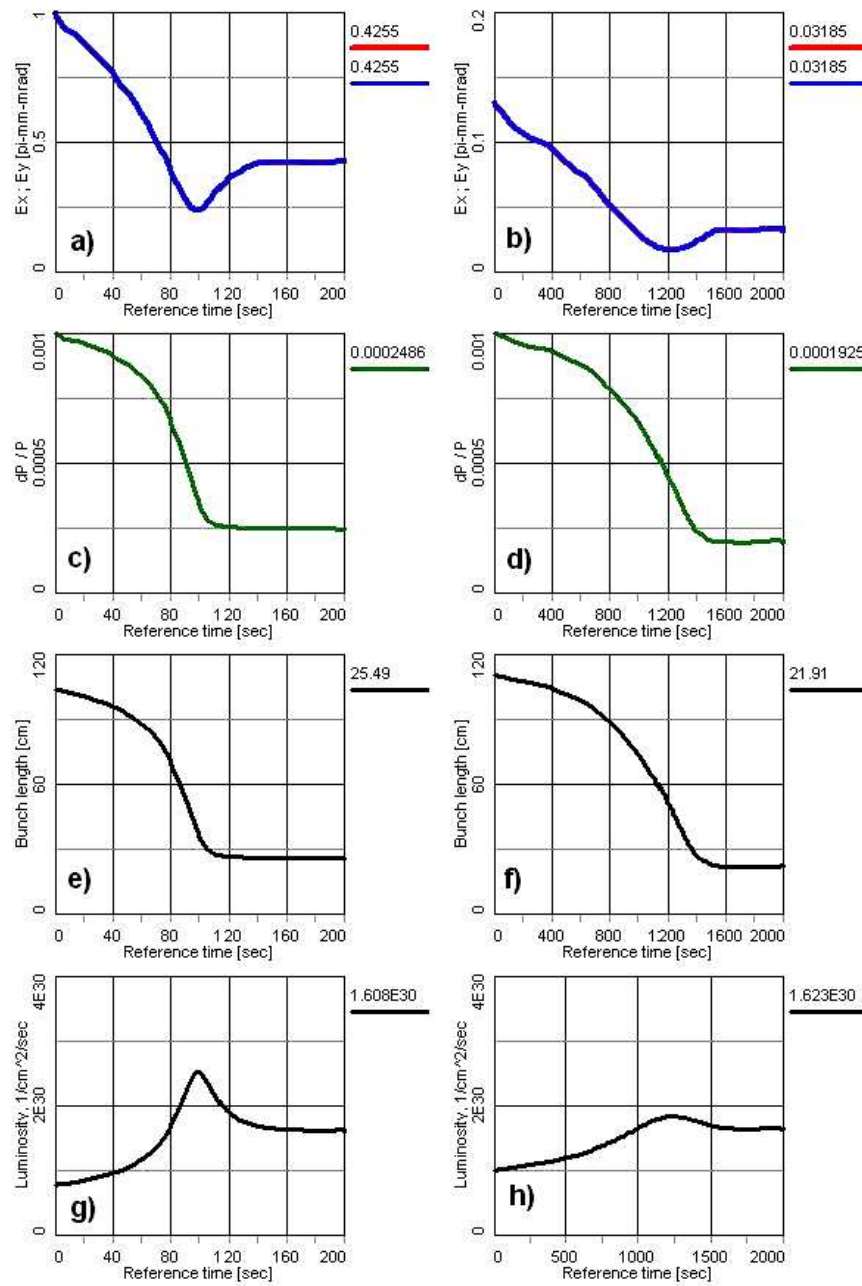 Ex ; Ey [pi-mm-mrad]
1
0.5
0
a)
0 40 80 120 160 200
Reference time [sec]
0.4255
0.4255
Ex ; Ey [pi-mm-mrad]
0.2
0.1
0
b)
0 400 800 1200 1600 2000
Reference time [sec]
0.03185
0.03185
dP / P
0.001
0.0005
0
c)
0 40 80 120 160 200
Reference time [sec]
0.0002486
dP / P
0.001
0.0005
0
d)
0 400 800 1200 1600 2000
Reference time [sec]
0.0001925
Bunch length [cm]
120
60
0
e)
0 40 80 120 160 200
Reference time [sec]
25.49
Bunch length [cm]
120
60
0
f)
0 400 800 1200 1600 2000
Reference time [sec]
21.91
Luminosity, 1/cm^2/sec
4E30
2E30
0
g)
0 40 80 120 160 200
Reference time [sec]
1.608E30
Luminosity, 1/cm^2/sec
4E30
2E30
0
h)
0 500 1000 1500 2000
Reference time [sec]
1.623E30